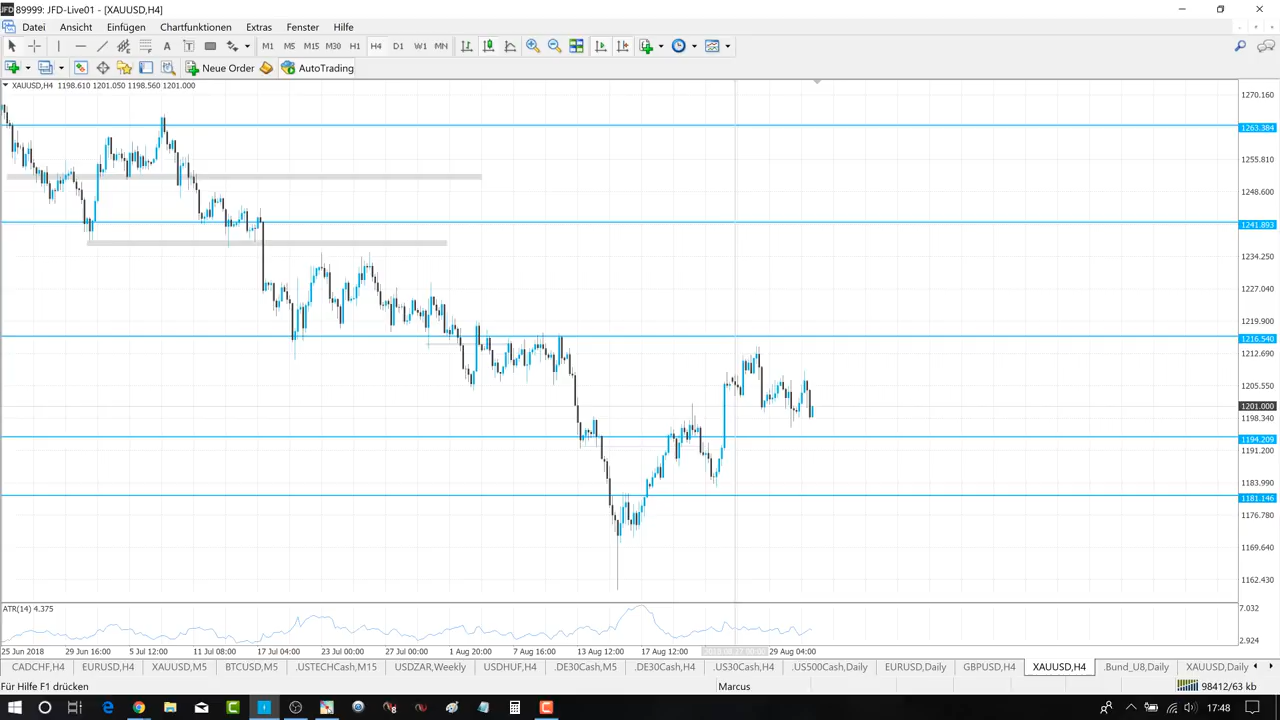 JFD 89999: JFD-Live01 - [XAUUSD,H4]
Datei Ansicht Einfügen Chartfunktionen Extras Fenster Hilfe
A T M1 M5 M15 M30 H1 H4 D1 W1 MN
Neue Order AutoTrading
XAUUSD,H4 1198.610 1201.050 1198.560 1201.000
1270.160
1263.384
1255.810
1248.600
1241.893
1234.250
1227.040
1219.900
1216.540
1212.690
1205.550
1201.000
1198.340
1194.209
1191.200
1183.990
1181.146
1176.780
1169.640
1162.430
ATR(14) 4.375
7.032
2.924
25 Jun 2018 29 Jun 16:00 5 Jul 12:00 11 Jul 08:00 17 Jul 04:00 23 Jul 00:00 27 Jul 00:00 1 Aug 20:00 7 Aug 16:00 13 Aug 12:00 17 Aug 12:00 2018.08.27 00:00 29 Aug 04:00
CADCHF,H4 EURUSD,H4 XAUUSD,M5 BTCUSD,M5 .USTECHCash,M15 USDZAR,Weekly USDHUF,H4 .DE30Cash,M5 .DE30Cash,H4 .US30Cash,H4 .US500Cash,Daily EURUSD,Daily GBPUSD,H4 XAUUSD,H4 .Bund_U8,Daily XAUUSD,Daily
Für Hilfe F1 drücken Marcus 98412/63 kb
17:48